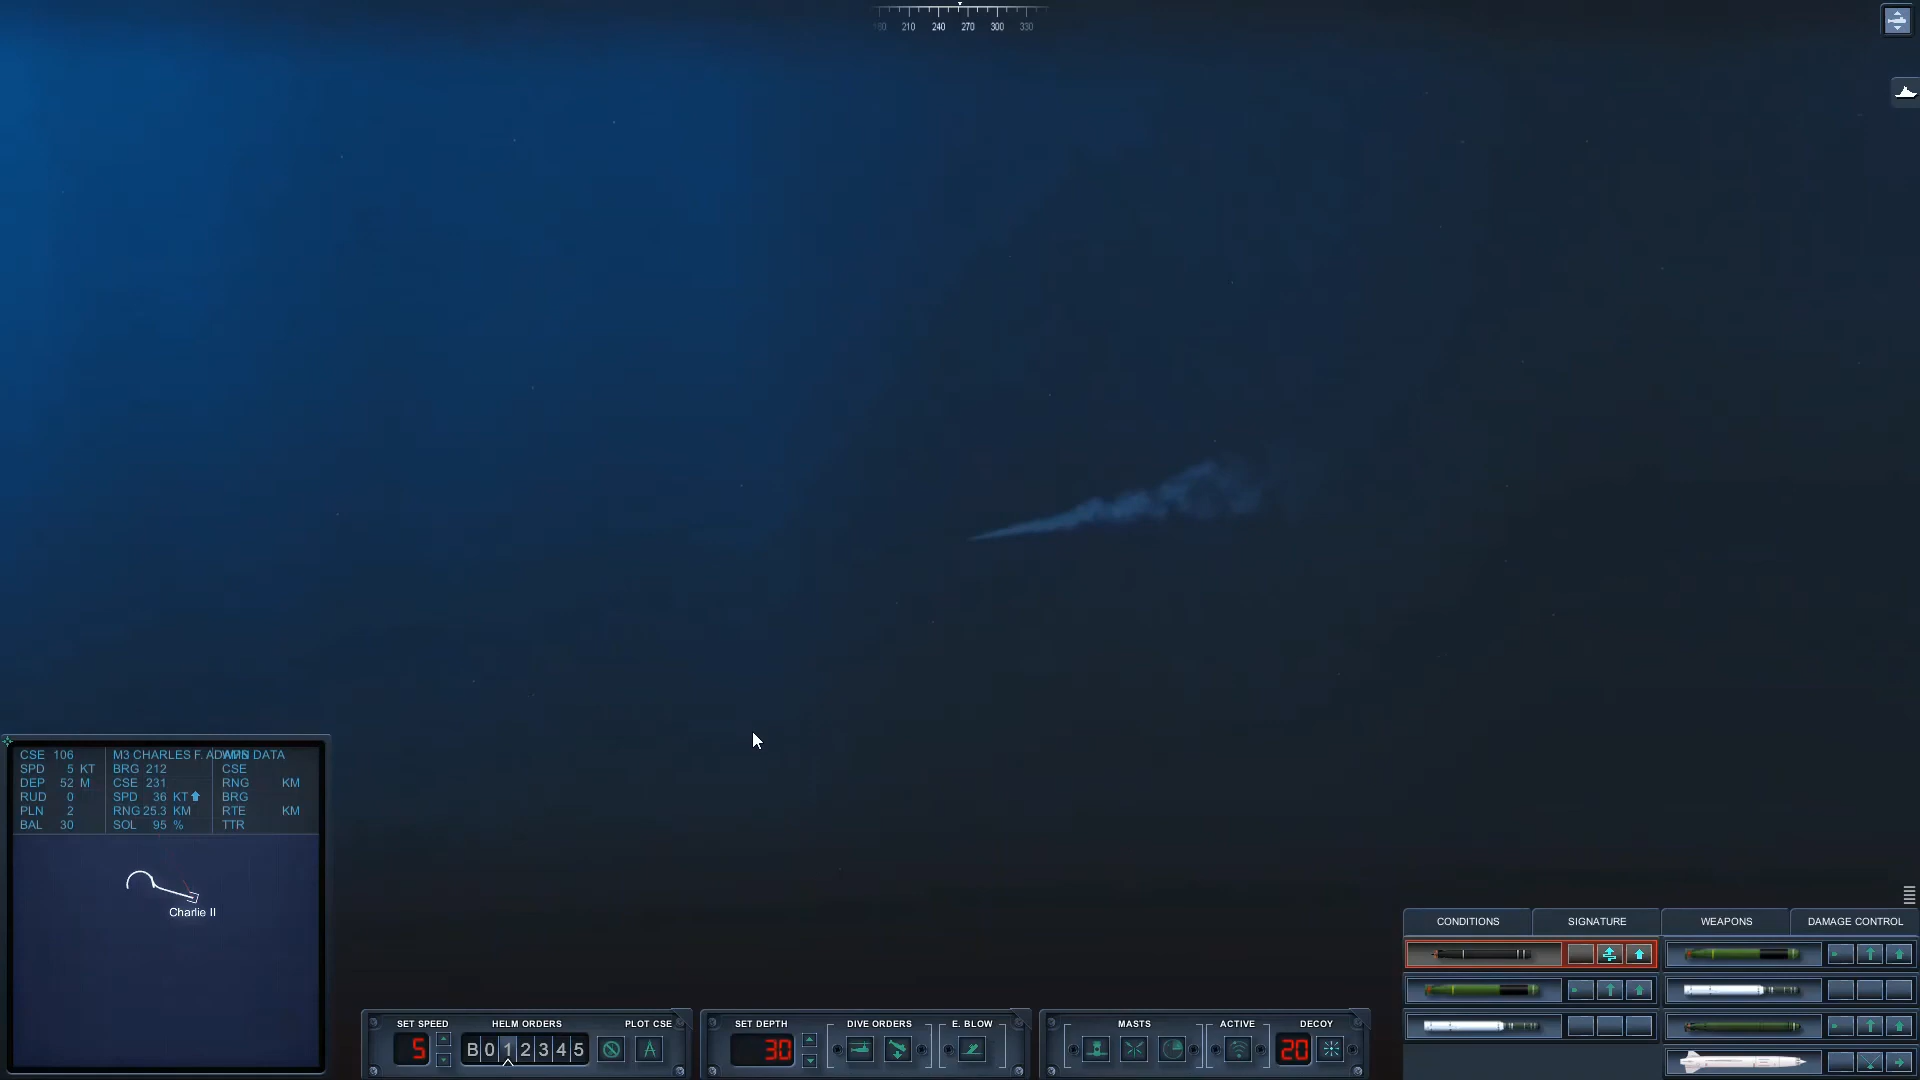 180 210 240 270 300 330
CSE 106
SPD 5 KT
DEP 52 M
RUD 0
PLN 2
BAL 30
M3 CHARLES F. ADAMS
BRG 212
CSE 231
SPD 36 KT
RNG 25.3 KM
SOL 95 %
WPN DATA
CSE
RNG KM
BRG
RTE KM
TTR
Charlie II
SET SPEED HELM ORDERS PLOT CSE
5 B 0 1 2 3 4 5
SET DEPTH DIVE ORDERS E. BLOW
30
MASTS ACTIVE DECOY
20
CONDITIONS SIGNATURE WEAPONS DAMAGE CONTROL